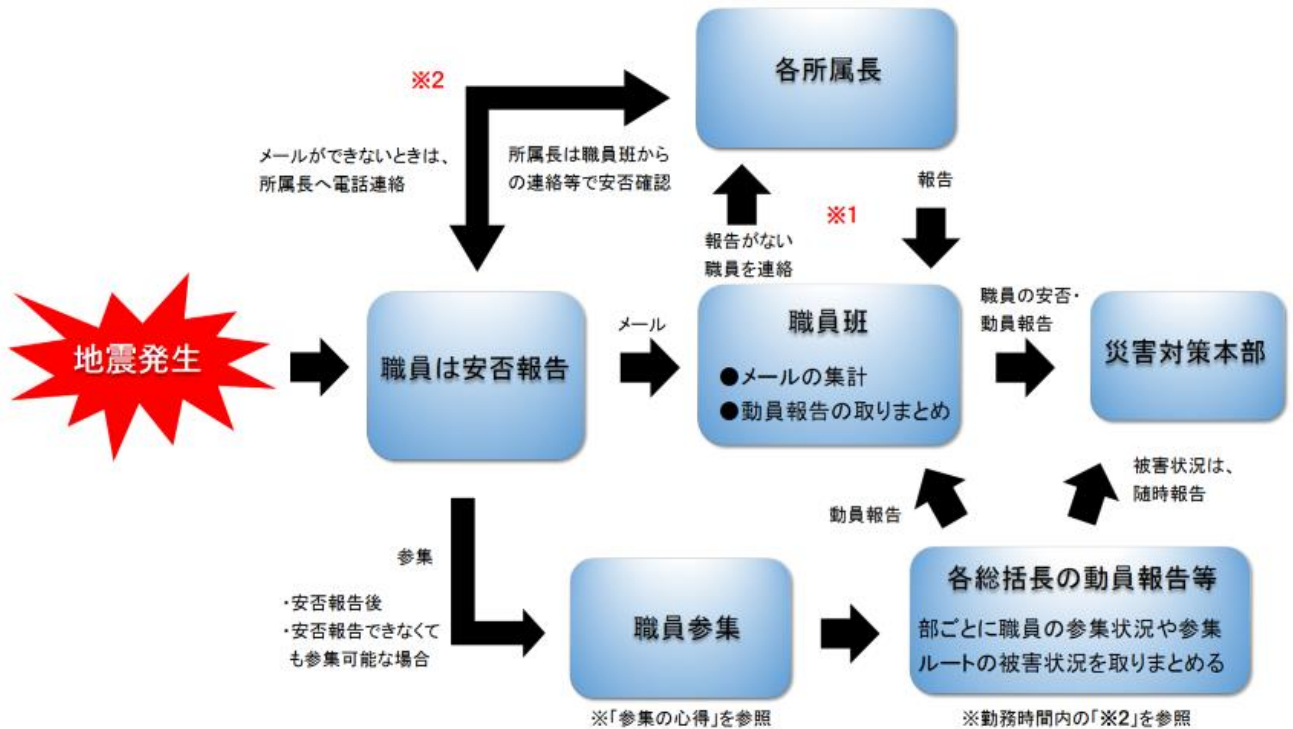 各所属長
※2
メールができないときは、
所属長へ電話連絡
所属長は職員班から
の連絡等で安否確認
報告
※1
報告がない
職員を連絡
地震発生
職員は安否報告
メール
職員班
●メールの集計
●動員報告の取りまとめ
職員の安否・
動員報告
災害対策本部
被害状況は、
随時報告
動員報告
参集
・安否報告後
・安否報告できなくて
も参集可能な場合
職員参集
※「参集の心得」を参照
各総括長の動員報告等
部ごとに職員の参集状況や参集
ルートの被害状況を取りまとめる
※勤務時間内の「※2」を参照